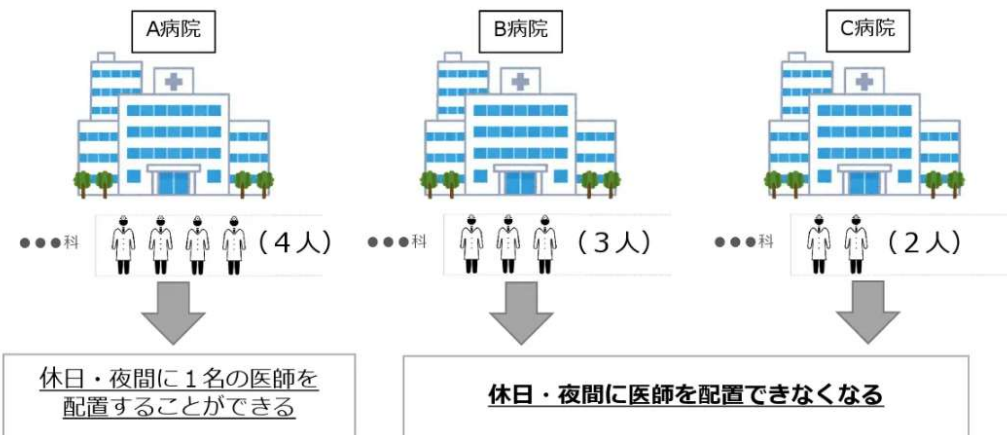 A病院
B病院
C病院
●●●科 (4人)
●●●科 (3人)
●●●科 (2人)
休日・夜間に1名の医師を
配置することができる
休日・夜間に医師を配置できなくなる